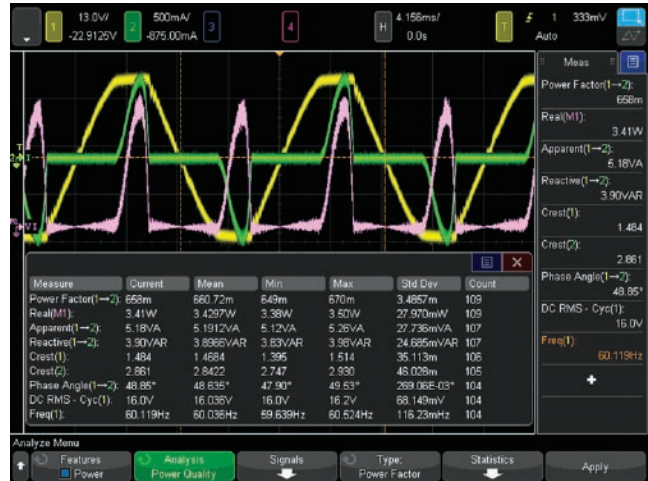 1 13.0V/ -22.9125V 2 500mA/ -875.00mA 3 4 H 4.156ms/ 0.0s T 1 333mV Auto
Meas
Power Factor(1→2):
658m
Real(M1):
3.41W
Apparent(1→2):
5.18VA
Reactive(1→2):
3.90VAR
Crest(1):
1.484
Crest(2):
2.861
Phase Angle(1→2):
48.85°
DC RMS - Cyc(1):
16.0V
Freq(1):
60.119Hz
T
2 I
VI
Measure Current Mean Min Max Std Dev Count
Power Factor(1→2): 658m 660.72m 649m 670m 3.4857m 109
Real(M1): 3.41W 3.4297W 3.38W 3.50W 27.970mW 109
Apparent(1→2): 5.18VA 5.1912VA 5.12VA 5.26VA 27.736mVA 107
Reactive(1→2): 3.90VAR 3.8966VAR 3.83VAR 3.98VAR 24.685mVAR 107
Crest(1): 1.484 1.4684 1.395 1.514 35.113m 106
Crest(2): 2.861 2.8422 2.747 2.930 46.028m 105
Phase Angle(1→2): 48.85° 48.635° 47.90° 49.53° 269.06E-03° 104
DC RMS - Cyc(1): 16.0V 16.036V 16.0V 16.2V 68.149mV 104
Freq(1): 60.119Hz 60.036Hz 59.639Hz 60.524Hz 116.23mHz 104
Analyze Menu
Features Power
Analysis Power Quality
Signals
Type: Power Factor
Statistics
Apply